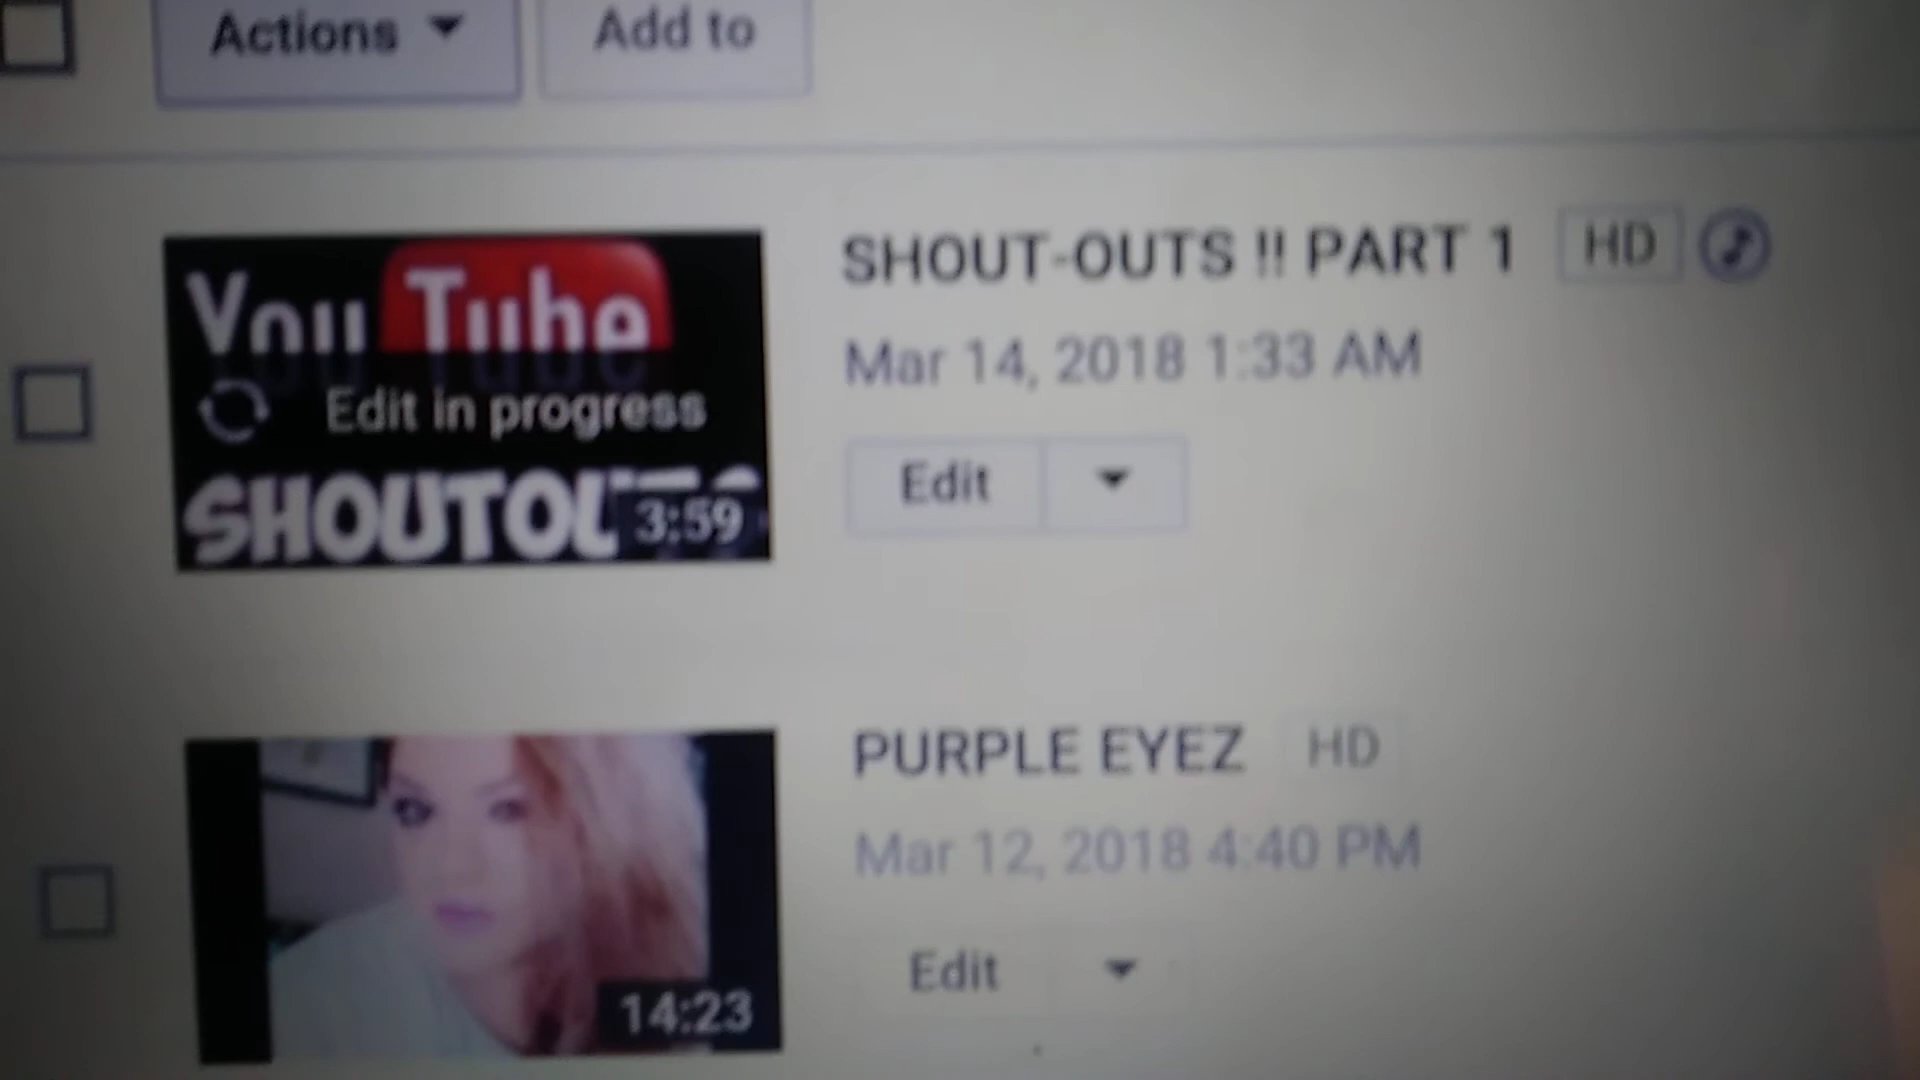 Actions Add to
YouTube
Edit in progress
SHOUTOUTS
3:59
SHOUT-OUTS !! PART 1 HD
Mar 14, 2018 1:33 AM
Edit
PURPLE EYEZ HD
Mar 12, 2018 4:40 PM
Edit
14:23